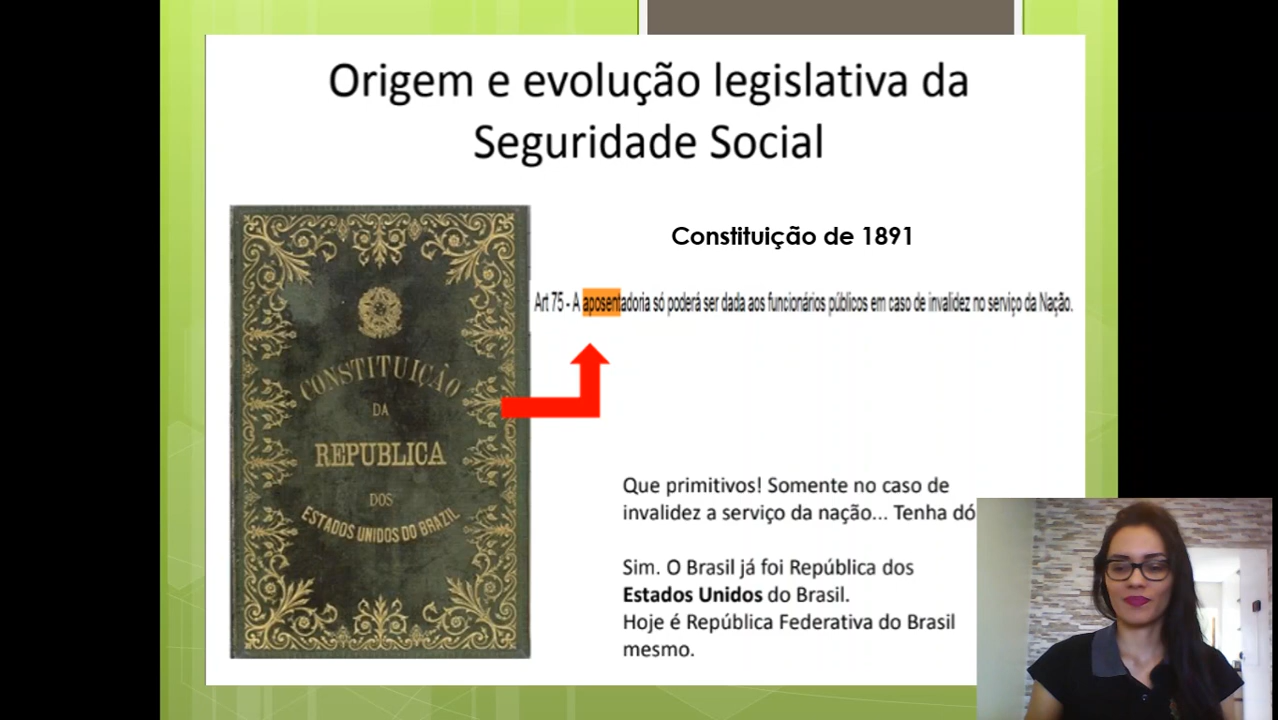 Origem e evolução legislativa da
Seguridade Social
Constituição de 1891
Art 75 - A aposentadoria só poderá ser dada aos funcionários públicos em caso de invalidez no serviço da Nação.
CONSTITUIÇÃO
DA
REPUBLICA
DOS
ESTADOS UNIDOS DO BRAZIL
Que primitivos! Somente no caso de
invalidez a serviço da nação... Tenha dó
Sim. O Brasil já foi República dos
Estados Unidos do Brasil.
Hoje é República Federativa do Brasil
mesmo.